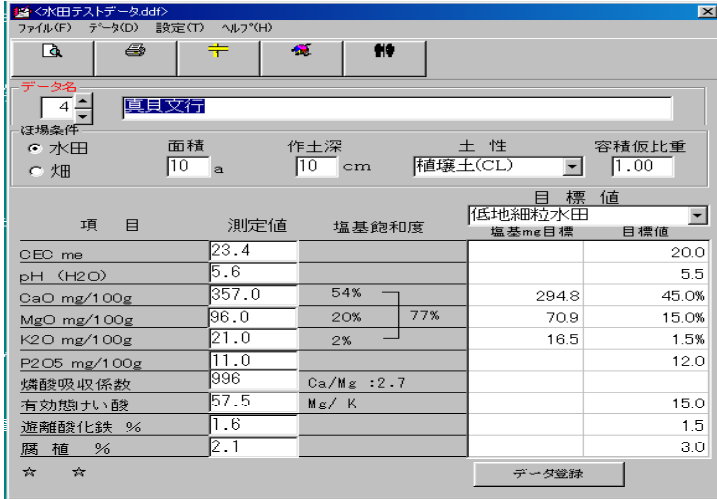 <水田テストデータ.ddf>
ファイル(F) データ(D) 設定(T) ヘルプ(H)
データ名
4 真貝文行
ほ場条件
水田 面積 作土深 土 性 容積仮比重
畑 10 a 10 cm 植壌土(CL) 1.00
目 標 値
項 目 測定値 塩基飽和度 低地細粒水田
塩基mg目標 目標値
CEC me 23.4 20.0
pH (H2O) 5.6 5.5
CaO mg/100g 357.0 54% 294.8 45.0%
MgO mg/100g 96.0 20% 77% 70.9 15.0%
K2O mg/100g 21.0 2% 16.5 1.5%
P2O5 mg/100g 11.0 12.0
燐酸吸収係数 996 Ca/Mg :2.7
有効態けい酸 57.5 Mg/ K 15.0
遊離酸化鉄 % 1.6 1.5
腐 植 % 2.1 3.0
☆ ☆ データ登録